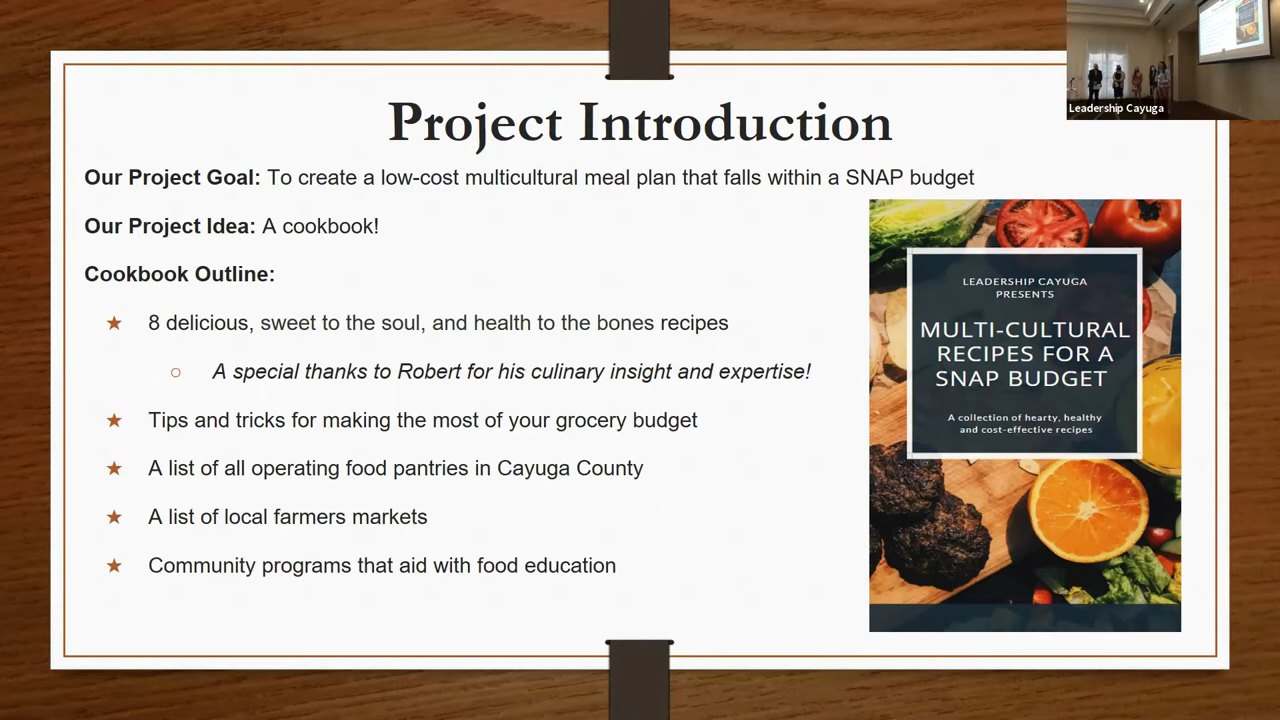 Leadership Cayuga
Project Introduction
Our Project Goal: To create a low-cost multicultural meal plan that falls within a SNAP budget
Our Project Idea: A cookbook!
Cookbook Outline:
8 delicious, sweet to the soul, and health to the bones recipes
A special thanks to Robert for his culinary insight and expertise!
Tips and tricks for making the most of your grocery budget
A list of all operating food pantries in Cayuga County
A list of local farmers markets
Community programs that aid with food education
LEADERSHIP CAYUGA
PRESENTS
MULTI-CULTURAL
RECIPES FOR A
SNAP BUDGET
A collection of hearty, healthy
and cost-effective recipes